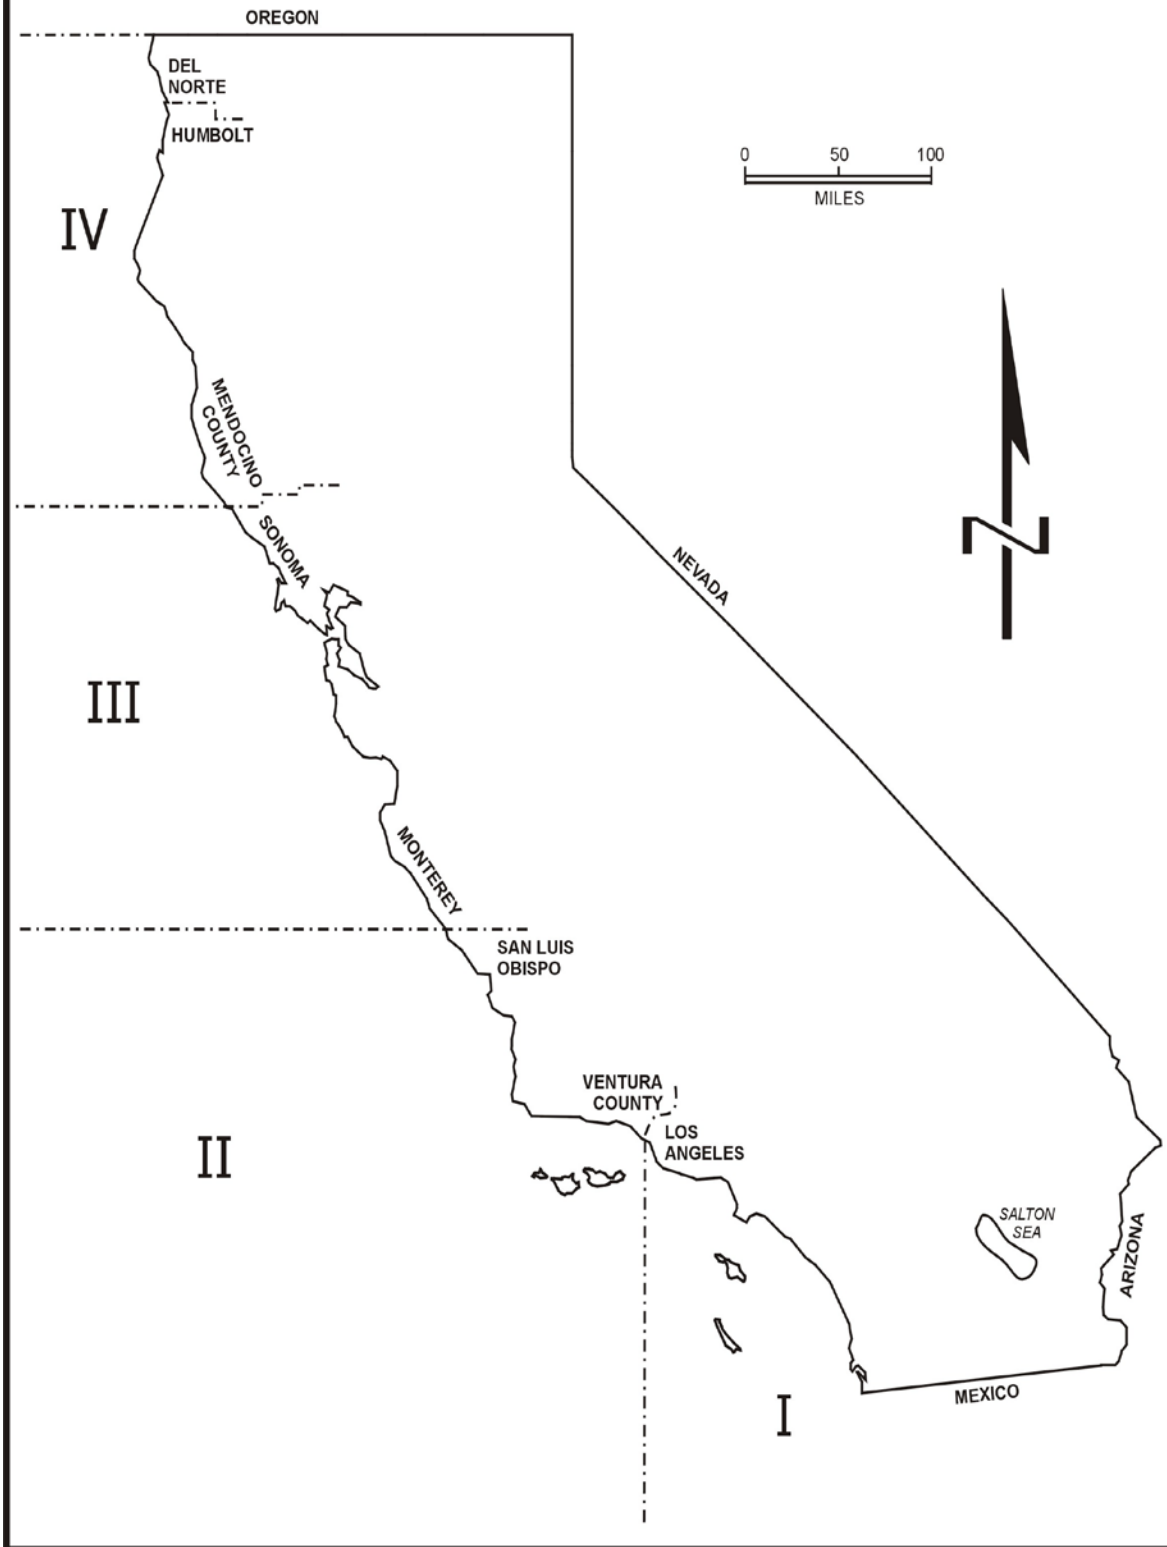 OREGON
DEL
NORTE
HUMBOLT
0 50 100
MILES
IV
MENDOCINO
COUNTY
SONOMA
NEVADA
III
MONTEREY
SAN LUIS
OBISPO
VENTURA
COUNTY
LOS
ANGELES
II
SALTON
SEA
ARIZONA
MEXICO
I